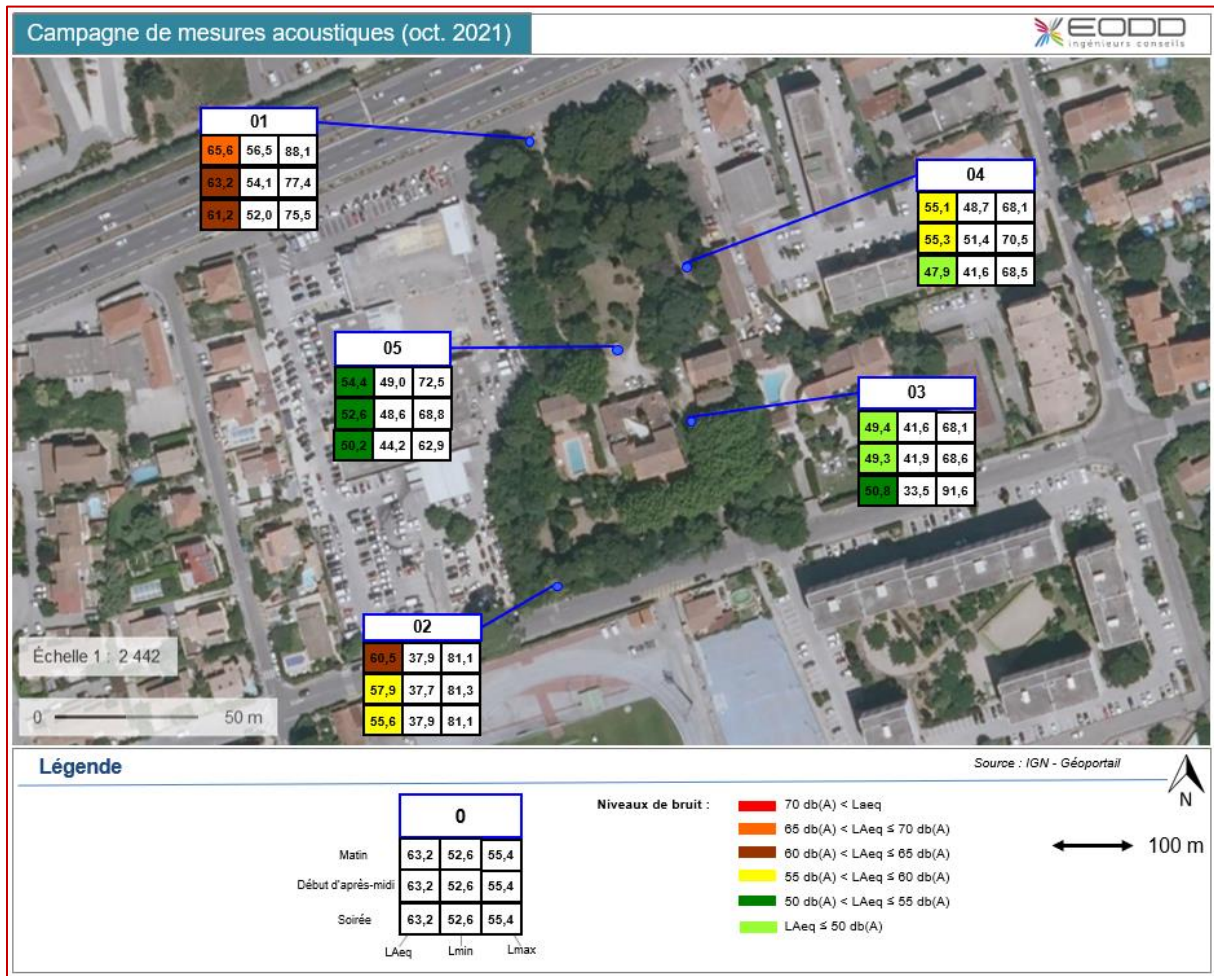 Campagne de mesures acoustiques (oct. 2021)
EODD
ingénieurs conseils
01
65,6 56,5 88,1
63,2 54,1 77,4
61,2 52,0 75,5
04
55,1 48,7 68,1
55,3 51,4 70,5
47,9 41,6 68,5
05
54,4 49,0 72,5
52,6 48,6 68,8
50,2 44,2 62,9
03
49,4 41,6 68,1
49,3 41,9 68,6
50,8 33,5 91,6
02
60,5 37,9 81,1
57,9 37,7 81,3
55,6 37,9 81,1
Échelle 1 : 2 442
0 50 m
Légende
Source : IGN - Géoportail
N
100 m
0
Matin 63,2 52,6 55,4
Début d'après-midi 63,2 52,6 55,4
Soirée 63,2 52,6 55,4
LAeq Lmin Lmax
Niveaux de bruit :
70 db(A) < Laeq
65 db(A) < LAeq ≤ 70 db(A)
60 db(A) < LAeq ≤ 65 db(A)
55 db(A) < LAeq ≤ 60 db(A)
50 db(A) < LAeq ≤ 55 db(A)
LAeq ≤ 50 db(A)